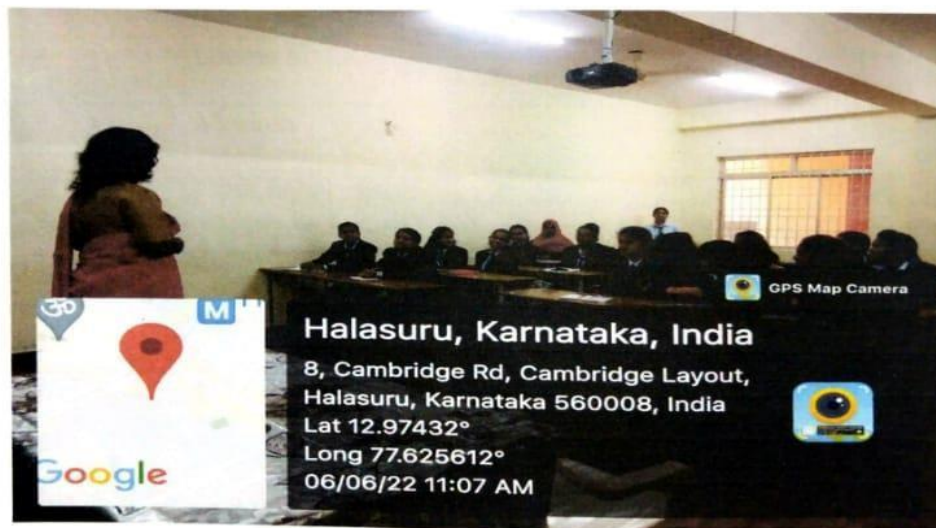 GPS Map Camera
ॐ
M
Halasuru, Karnataka, India
8, Cambridge Rd, Cambridge Layout,
Halasuru, Karnataka 560008, India
Lat 12.97432°
Long 77.625612°
06/06/22 11:07 AM
Google